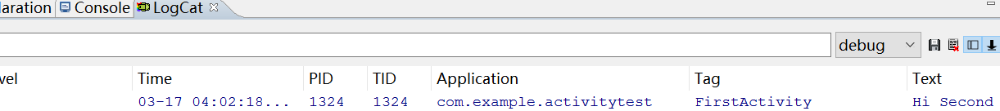 laration Console LogCat
debug
vel Time PID TID Application Tag Text
03-17 04:02:18... 1324 1324 com.example.activitytest FirstActivity Hi Second